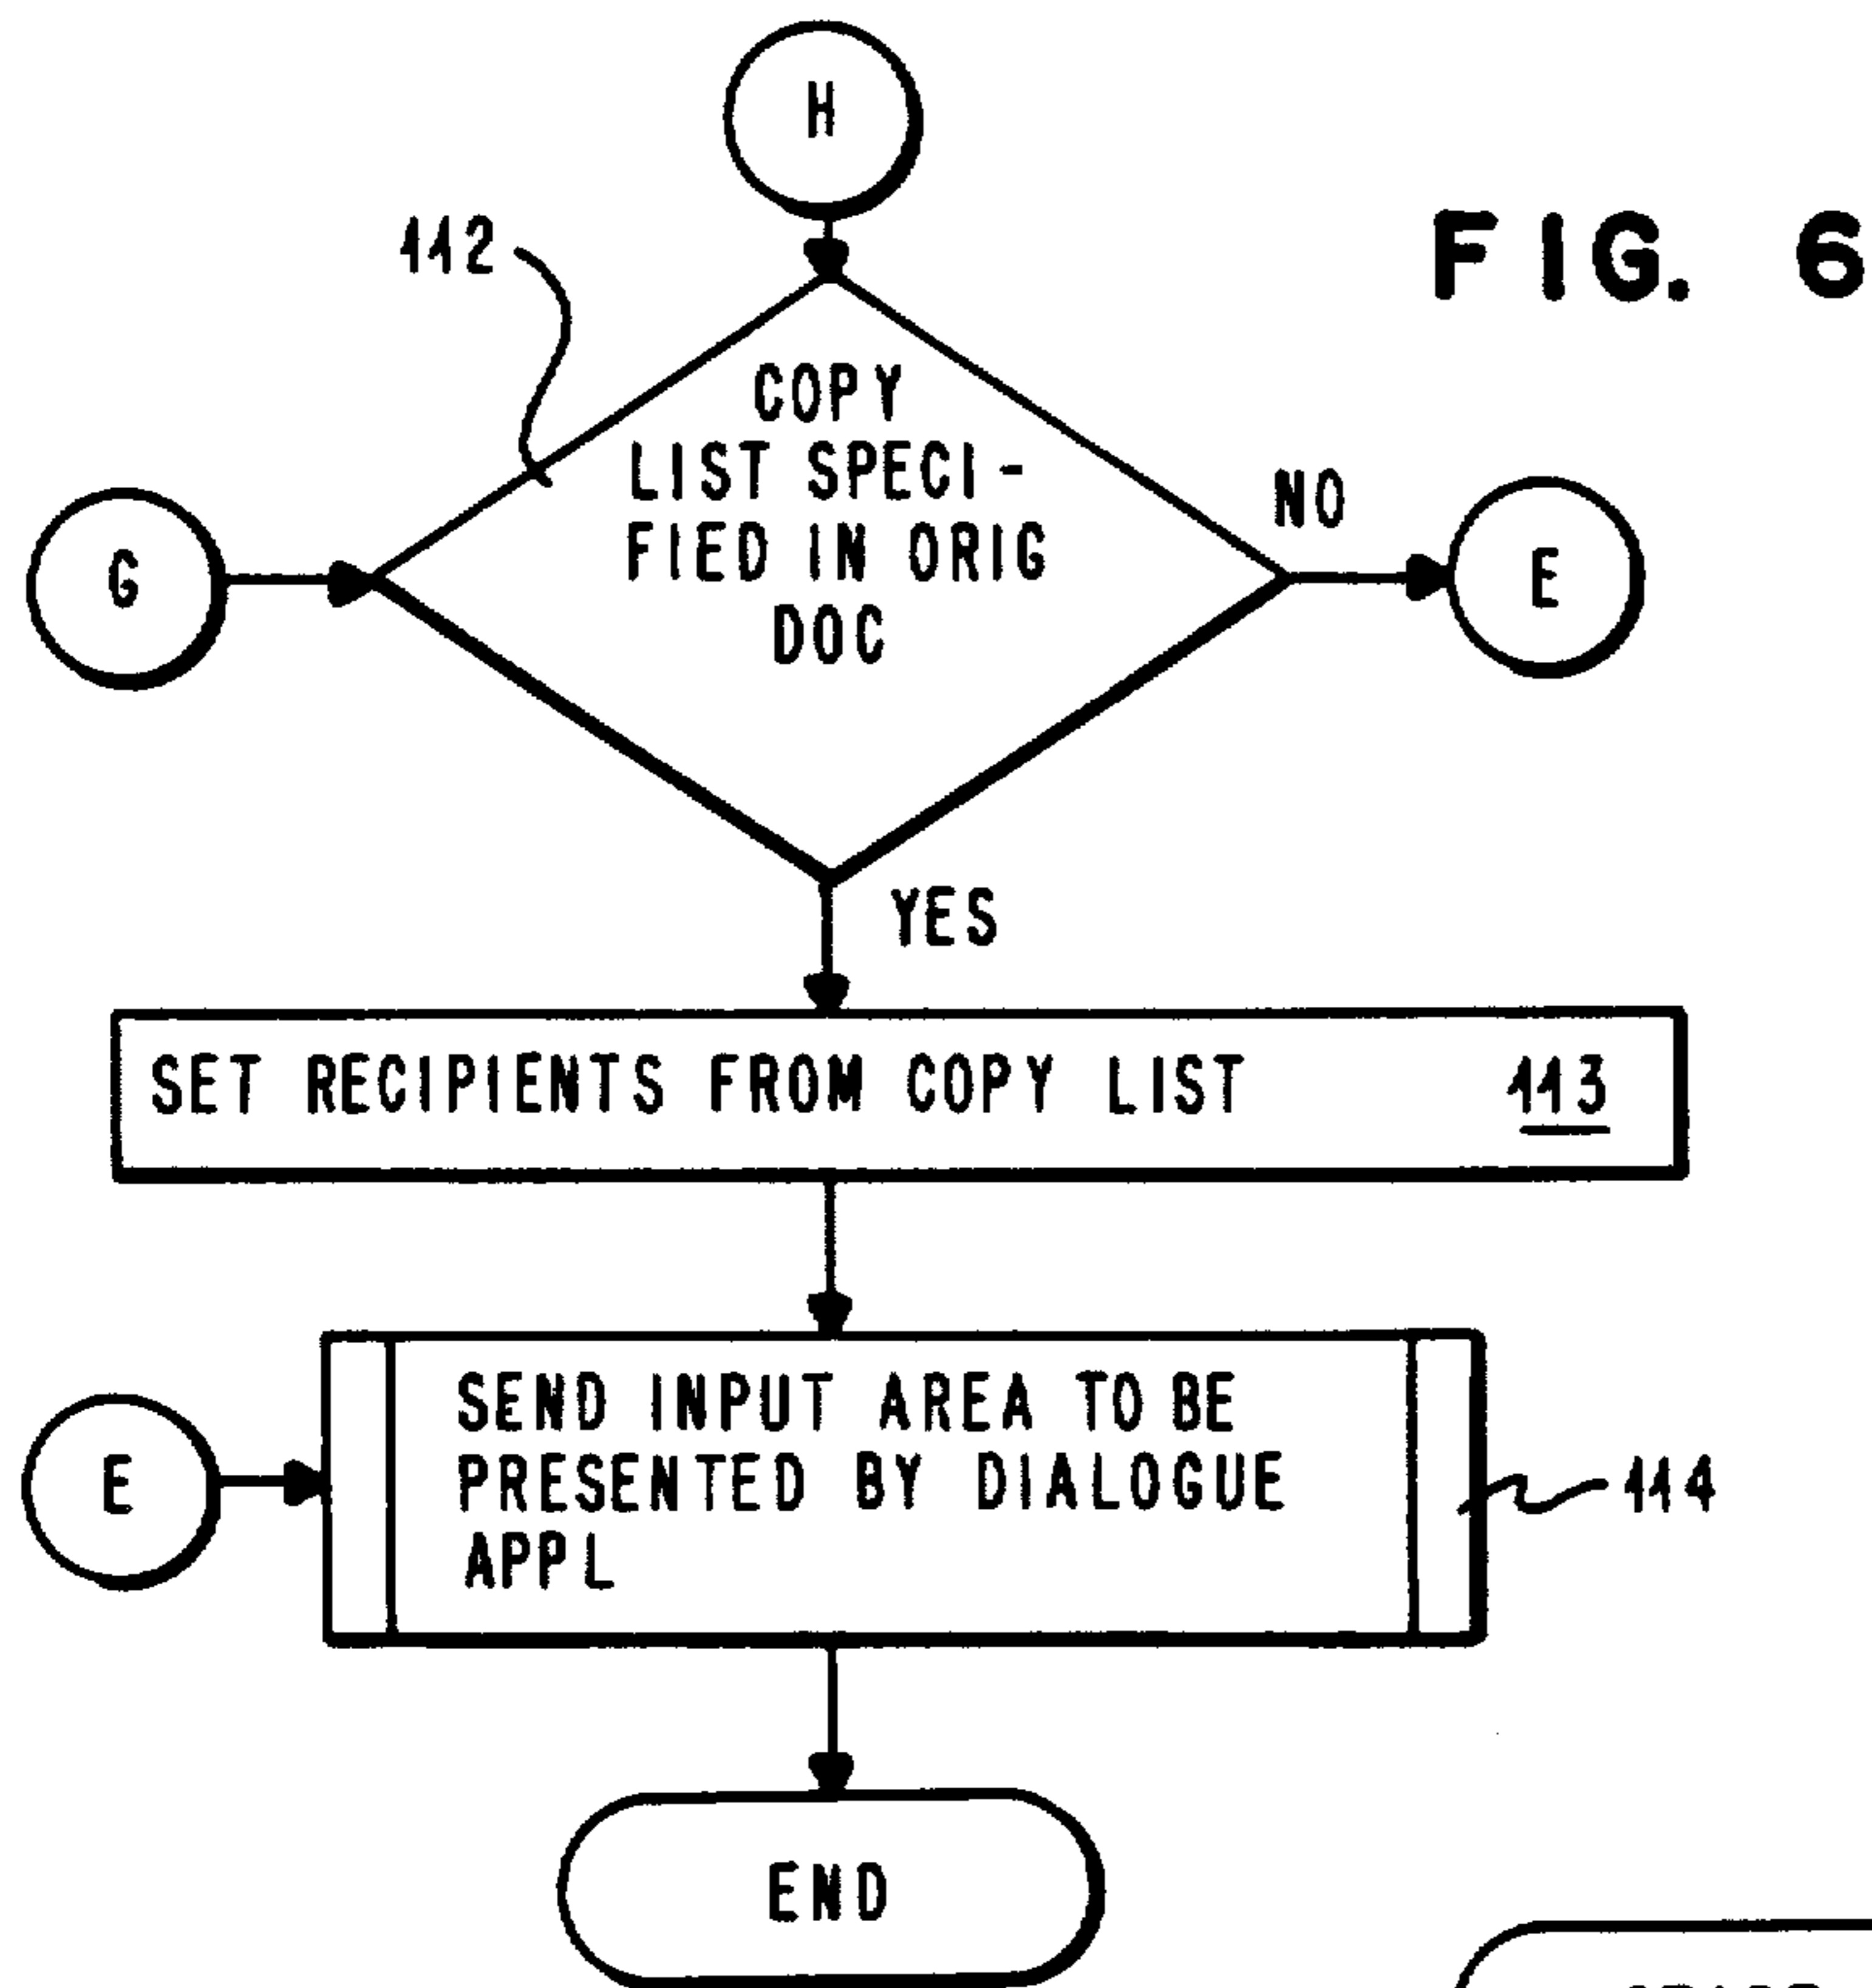 H
112
FIG. 6
COPY
LIST SPECI-
FIED IN ORIG
DOC
G
NO
E
YES
SET RECIPIENTS FROM COPY LIST 113
SEND INPUT AREA TO BE
PRESENTED BY DIALOGUE
APPL
E
114
END